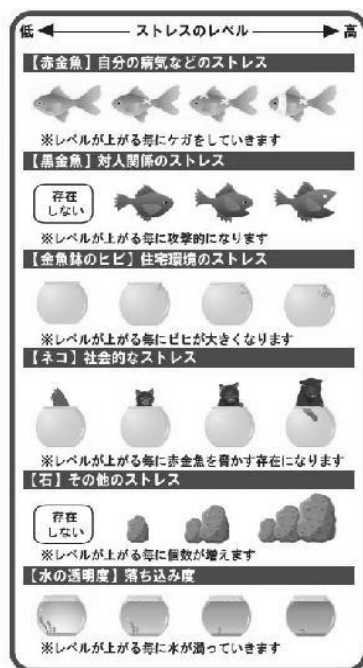 低 ストレスのレベル 高
【赤金魚】自分の病気などのストレス
※レベルが上がる毎にケガをしていきます
【黒金魚】対人関係のストレス
存在
しない
※レベルが上がる毎に攻撃的になります
【金魚鉢のヒビ】住宅環境のストレス
※レベルが上がる毎にヒビが大きくなります
【ネコ】社会的なストレス
※レベルが上がる毎に赤金魚を脅かす存在になります
【石】その他のストレス
存在
しない
※レベルが上がる毎に個数が増えます
【水の透明度】落ち込み度
※レベルが上がる毎に水が濁っていきます